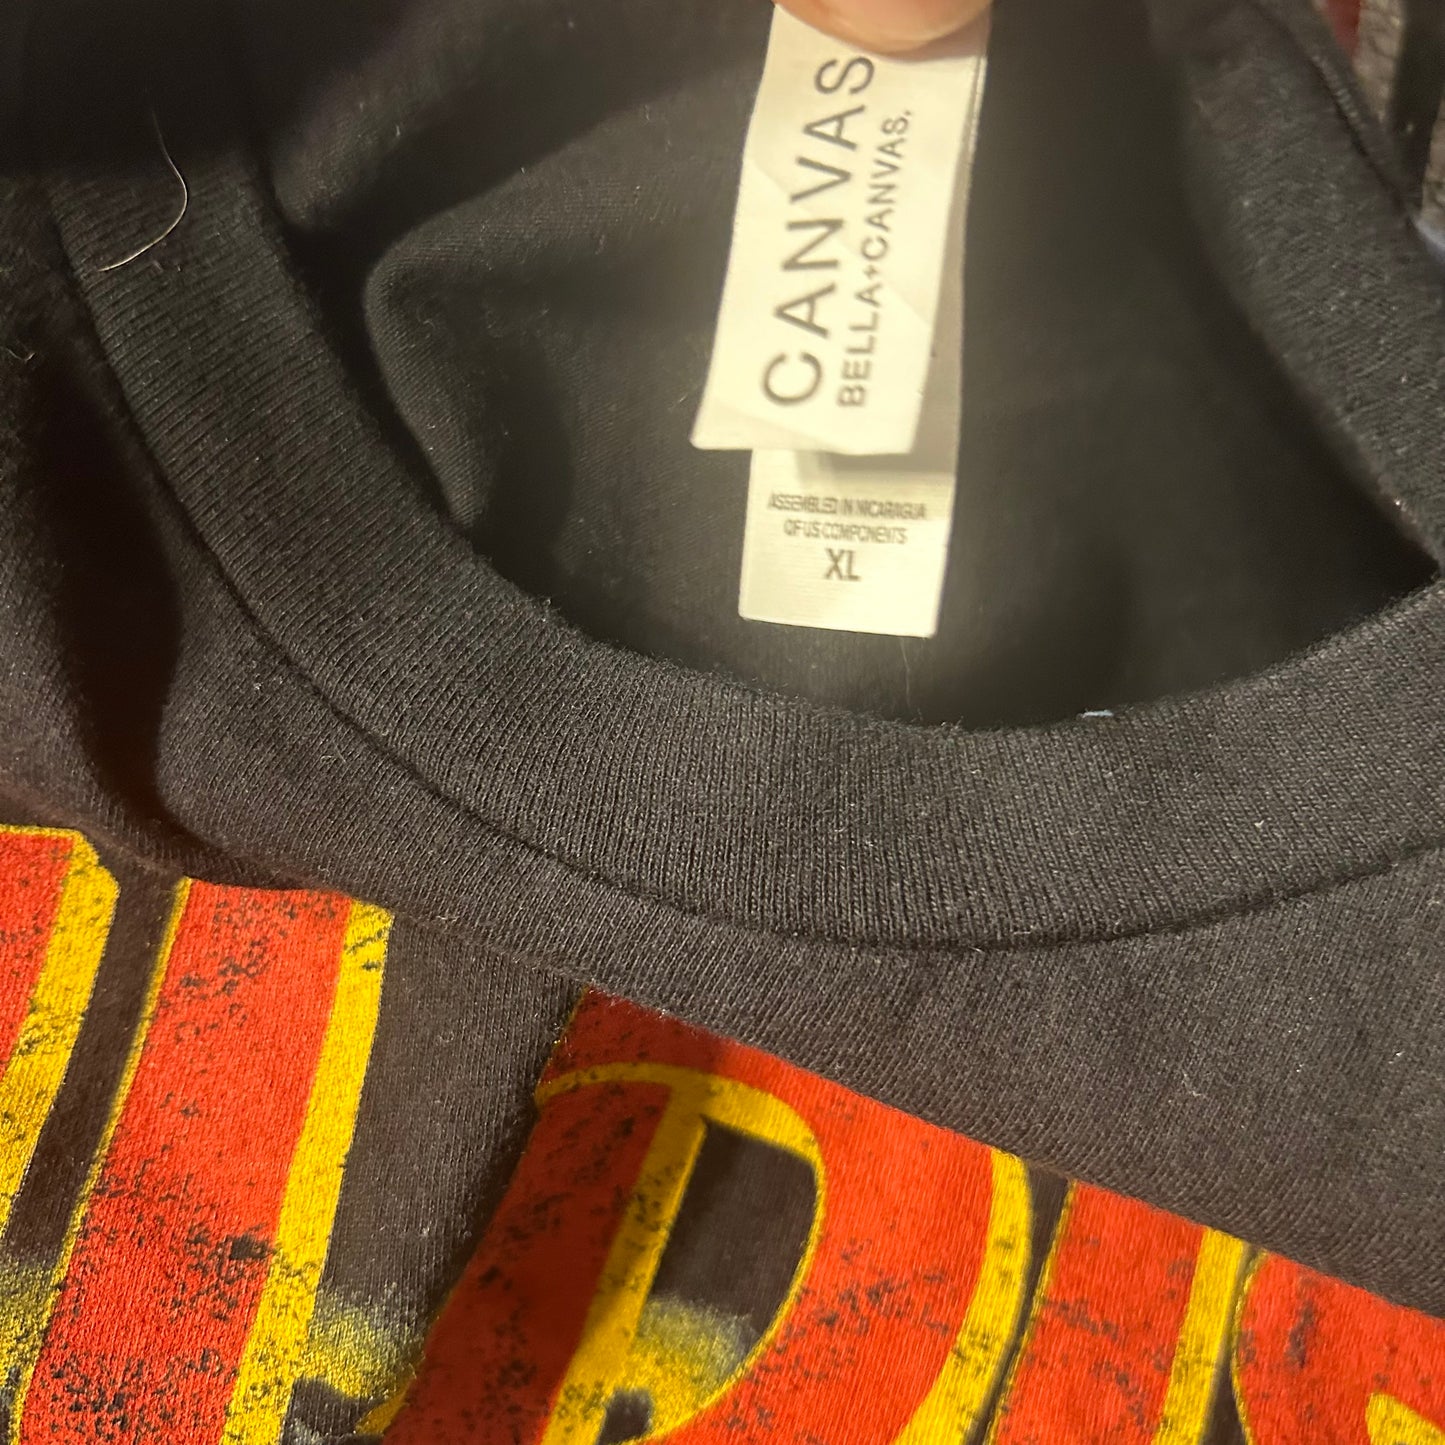 CANVAS
BELLA+CANVAS.
ASSEMBLED IN NICARAGUA
OF US COMPONENTS
XL